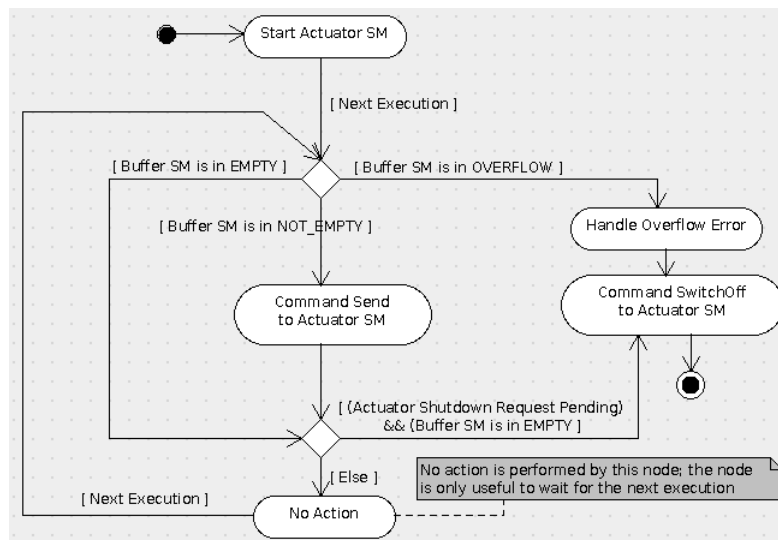 Start Actuator SM
[ Next Execution ]
[ Buffer SM is in EMPTY ]
[ Buffer SM is in OVERFLOW ]
[ Buffer SM is in NOT_EMPTY ]
Handle Overflow Error
Command Send
to Actuator SM
Command SwitchOff
to Actuator SM
[ (Actuator Shutdown Request Pending)
&& (Buffer SM is in EMPTY ]
[ Else ]
No action is performed by this node; the node
is only useful to wait for the next execution
[ Next Execution ]
No Action